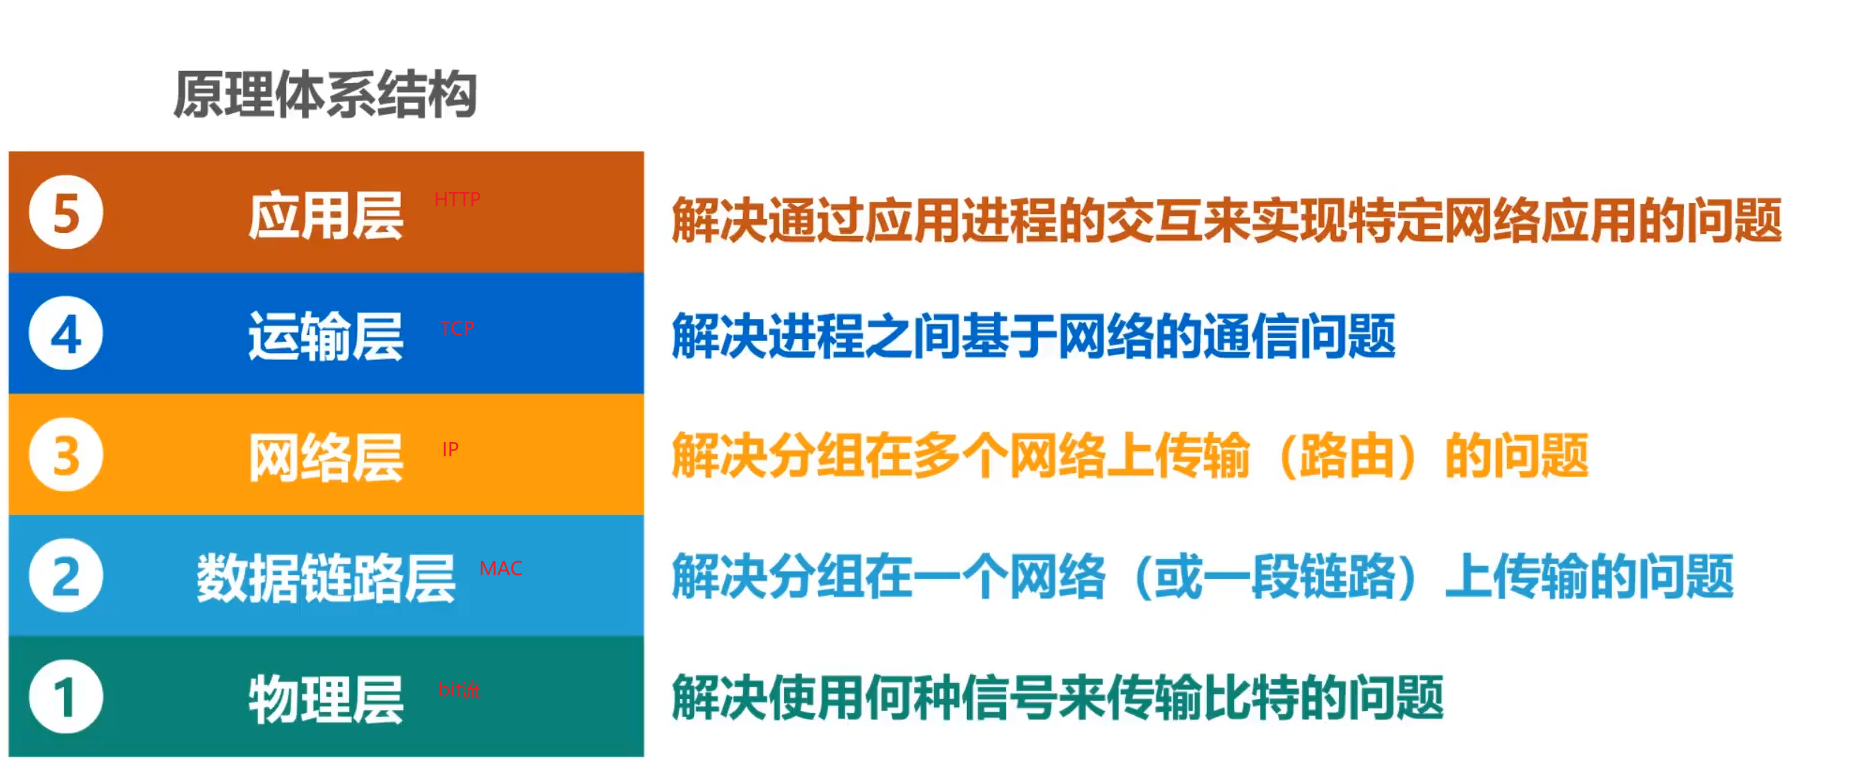 原理体系结构
5 应用层 HTTP 解决通过应用进程的交互来实现特定网络应用的问题
4 运输层 TCP 解决进程之间基于网络的通信问题
3 网络层 IP 解决分组在多个网络上传输（路由）的问题
2 数据链路层 MAC 解决分组在一个网络（或一段链路）上传输的问题
1 物理层 bit流 解决使用何种信号来传输比特的问题